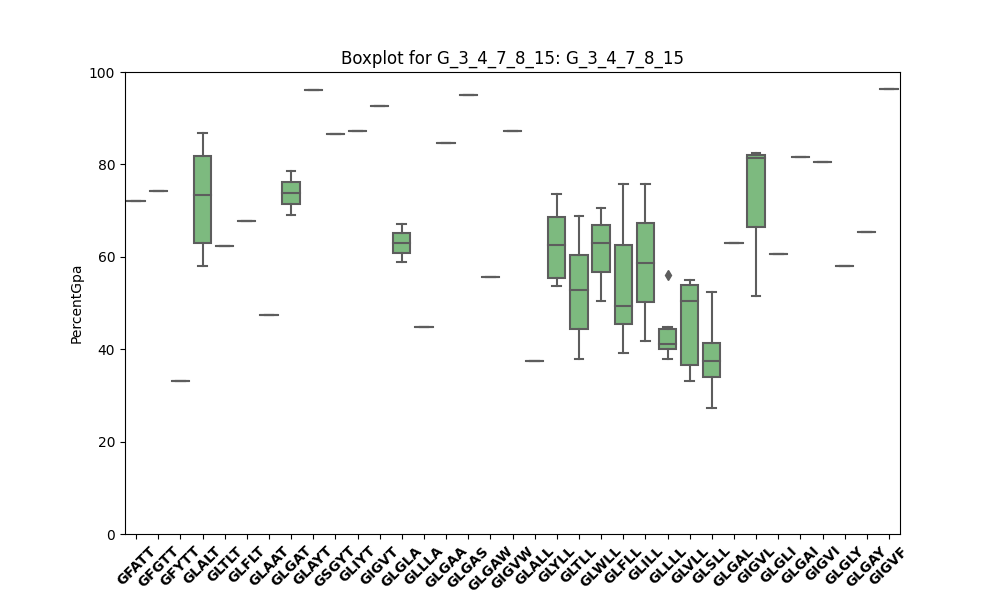 Boxplot for G_3_4_7_8_15: G_3_4_7_8_15
PercentGpa
100
80
60
40
20
0
GFATT
GFGTT
GFYTT
GLALT
GLTLT
GLFLT
GLAAT
GLGAT
GLAYT
GSGYT
GLIYT
GIGVT
GLGLA
GLLLA
GLGAA
GLGAS
GLGAW
GIGVW
GLALL
GLYLL
GLTLL
GLWLL
GLFLL
GLILL
GLLLL
GLVLL
GLSLL
GLGAL
GIGVL
GLGLI
GLGAI
GIGVI
GLGLY
GLGAY
GIGVF